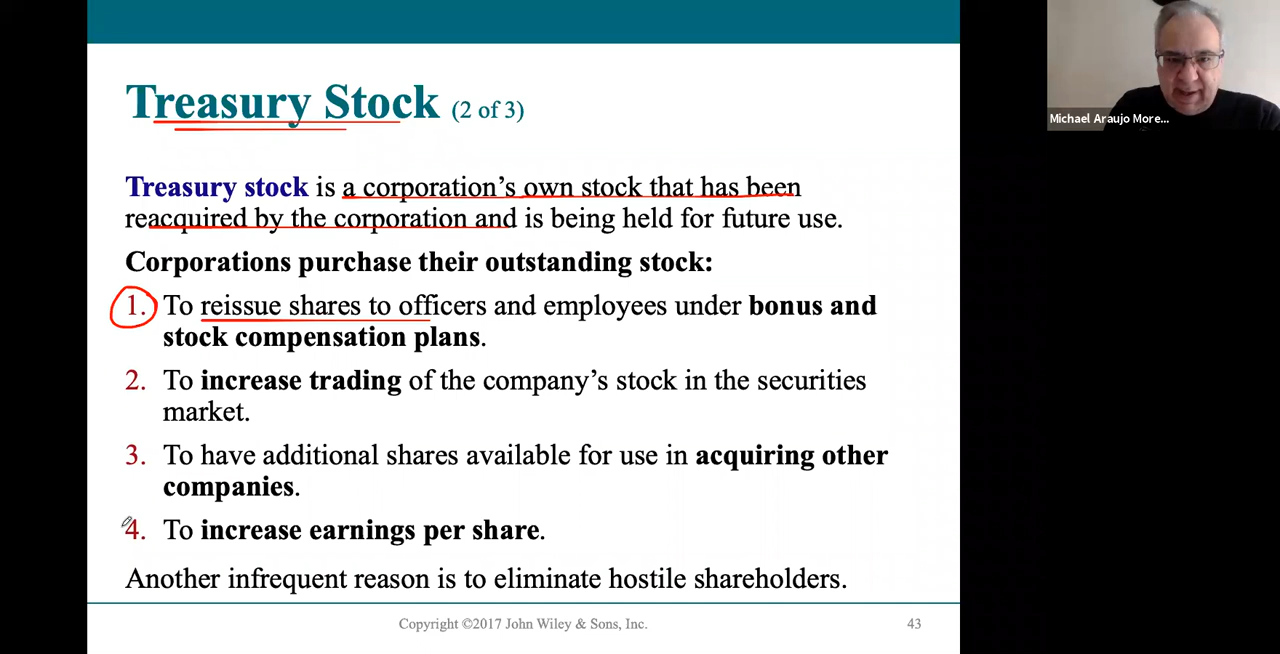 Treasury Stock (2 of 3)
Michael Araujo More...
Treasury stock is a corporation's own stock that has been
reacquired by the corporation and is being held for future use.
Corporations purchase their outstanding stock:
1. To reissue shares to officers and employees under bonus and
stock compensation plans.
2. To increase trading of the company's stock in the securities
market.
3. To have additional shares available for use in acquiring other
companies.
4. To increase earnings per share.
Another infrequent reason is to eliminate hostile shareholders.
Copyright ©2017 John Wiley & Sons, Inc.
43